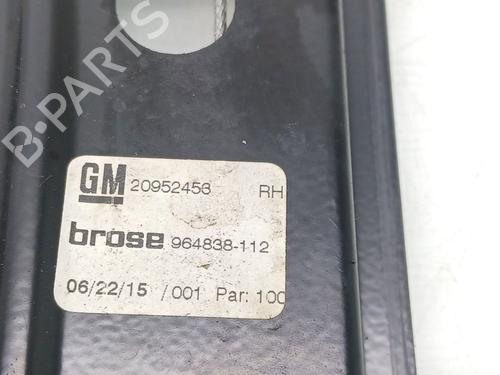 B-PARTS
GM 20952456 RH
brose 964838-112
06/22/15 /001 Par: 100